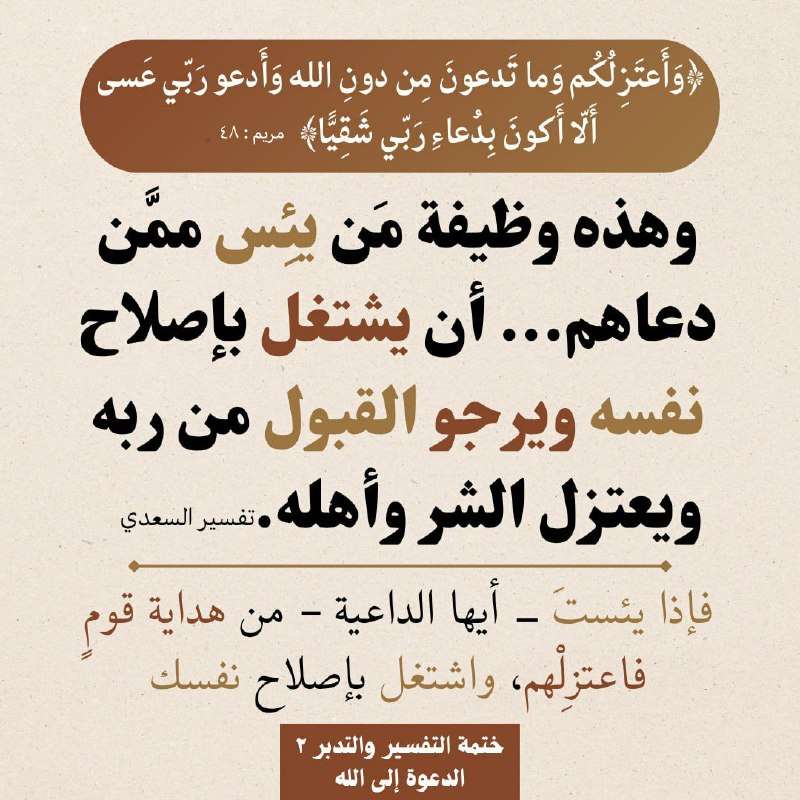 ﴿وَأَعتَزِلُكُم وَما تَدعونَ مِن دونِ الله وَأَدعو رَبّي عَسى
أَلّا أَكونَ بِدُعاءِ رَبّي شَقِيًّا﴾ مريم: ٤٨
وهذه وظيفة مَن يئِس ممَّن
دعاهم... أن يشتغل بإصلاح
نفسه ويرجو القبول من ربه
ويعتزل الشر وأهله. تفسير السعدي
فإذا يئستَ – أيها الداعية – من هداية قومٍ
فاعتزِلْهم، واشتغل بإصلاح نفسك
ختمة التفسير والتدبر ٢
الدعوة إلى الله